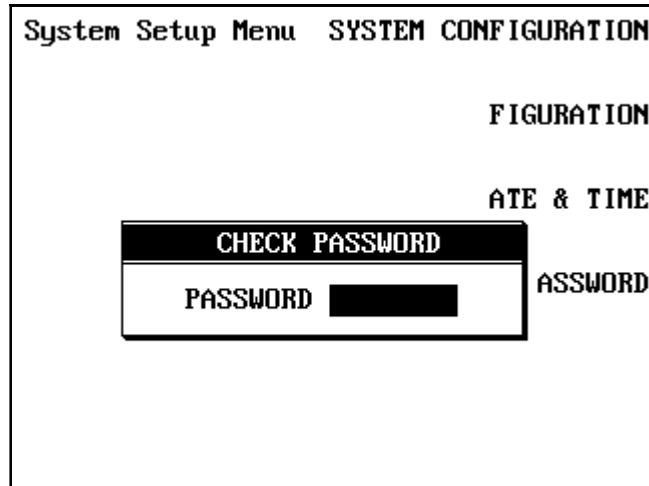 System Setup Menu SYSTEM CONFIGURATION
FIGURATION
ATE & TIME
CHECK PASSWORD
ASSWORD
PASSWORD